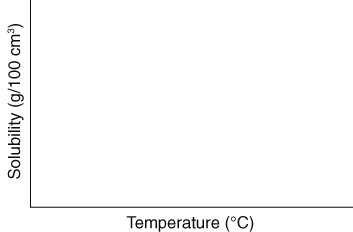 Solubility (g/100 cm³)
Temperature (°C)